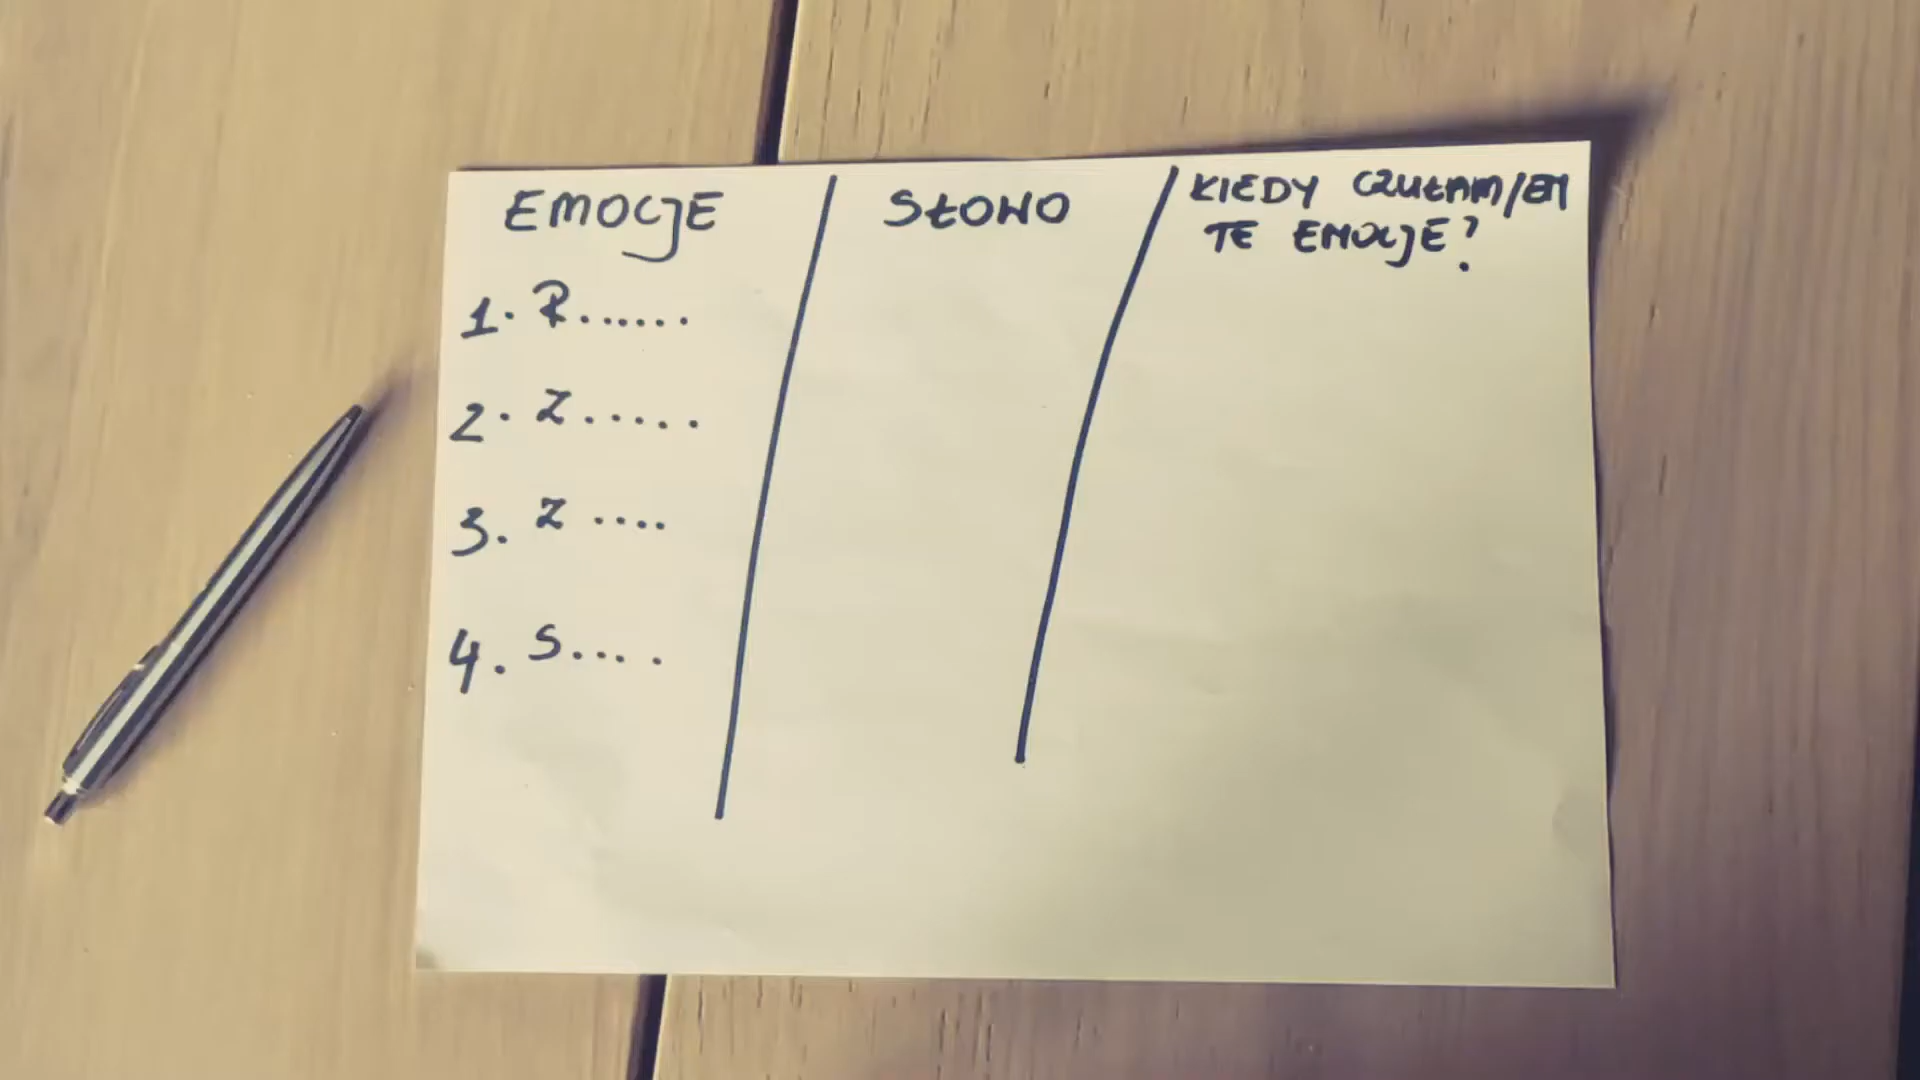 EMOCJE
SŁOWO
KIEDY CZUŁAM/EM
TE EMOCJE?
1. R......
2. Z.....
3. Z ....
4. S....